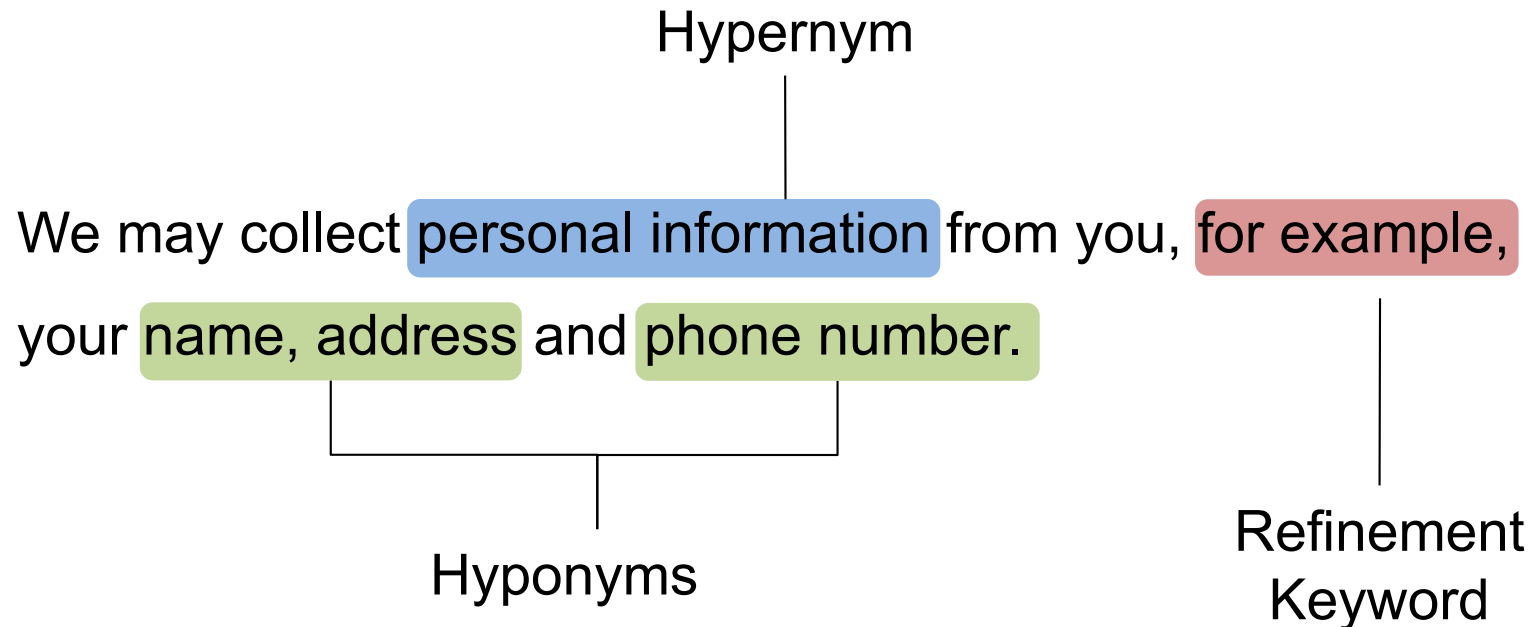 Hypernym
We may collect personal information from you, for example,
your name, address and phone number.
Hyponyms
Refinement
Keyword